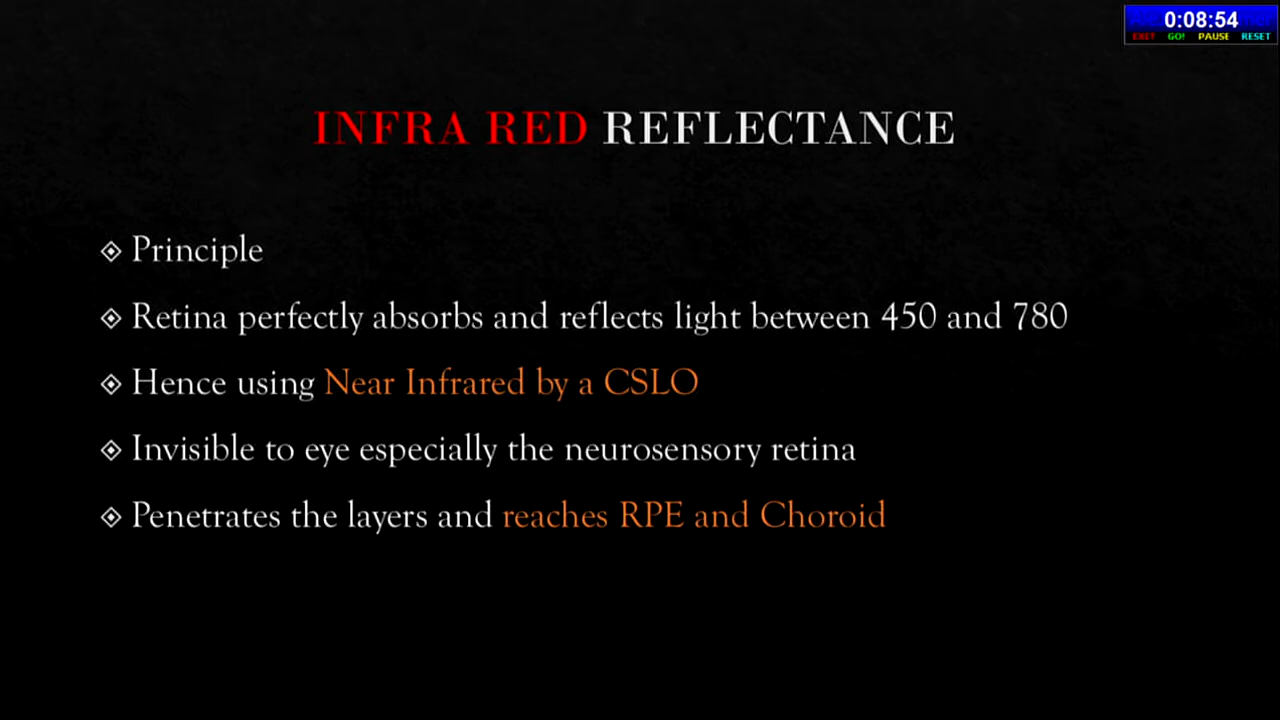 0:08:54
EXIT GO! PAUSE RESET
INFRA RED REFLECTANCE
Principle
Retina perfectly absorbs and reflects light between 450 and 780
Hence using Near Infrared by a CSLO
Invisible to eye especially the neurosensory retina
Penetrates the layers and reaches RPE and Choroid